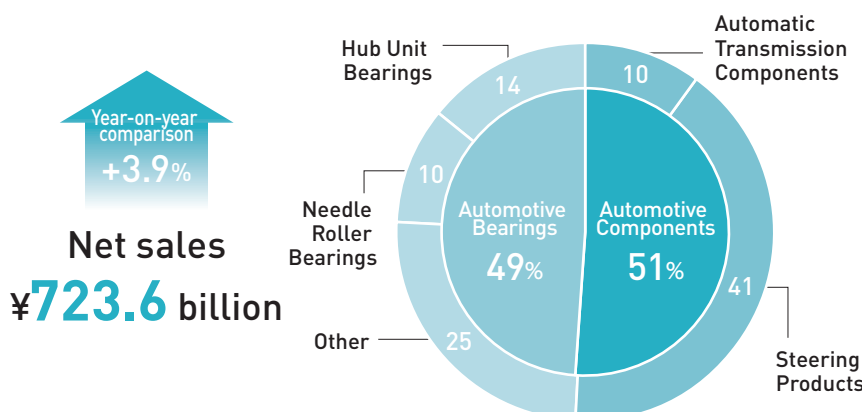 Year-on-year
comparison
+3.9%
Net sales
¥723.6 billion
Hub Unit
Bearings
14
Automatic
Transmission
Components
10
10
Needle
Roller
Bearings
Automotive
Bearings
49%
Automotive
Components
51%
41
Other
25
Steering
Products